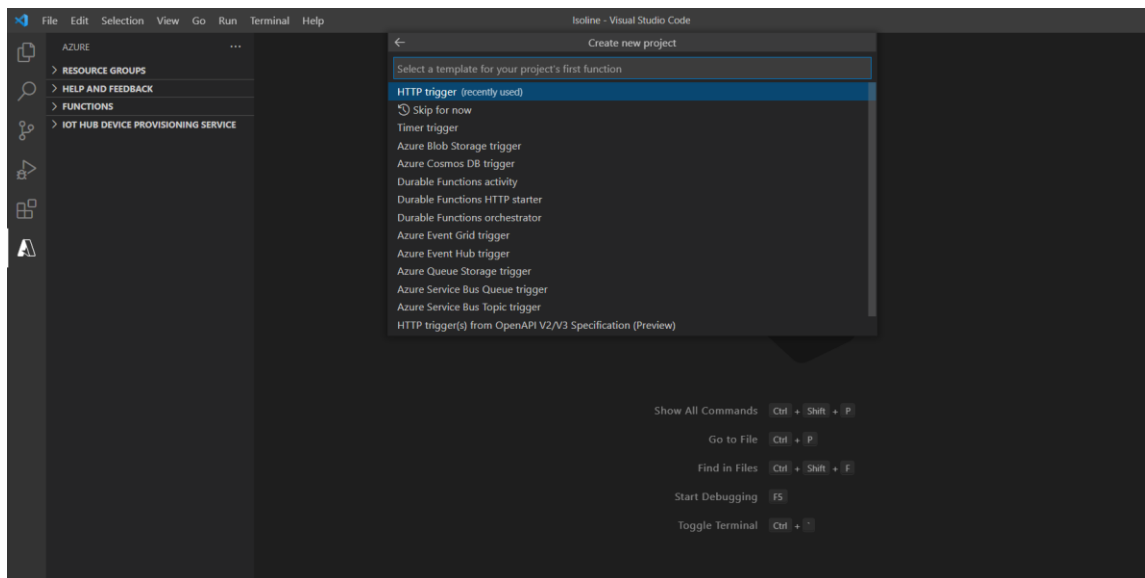 File Edit Selection View Go Run Terminal Help
Isoline - Visual Studio Code
AZURE
RESOURCE GROUPS
HELP AND FEEDBACK
FUNCTIONS
IOT HUB DEVICE PROVISIONING SERVICE
Create new project
Select a template for your project's first function
HTTP trigger (recently used)
Skip for now
Timer trigger
Azure Blob Storage trigger
Azure Cosmos DB trigger
Durable Functions activity
Durable Functions HTTP starter
Durable Functions orchestrator
Azure Event Grid trigger
Azure Event Hub trigger
Azure Queue Storage trigger
Azure Service Bus Queue trigger
Azure Service Bus Topic trigger
HTTP trigger(s) from OpenAPI V2/V3 Specification (Preview)
Show All Commands Ctrl + Shift + P
Go to File Ctrl + P
Find in Files Ctrl + Shift + F
Start Debugging F5
Toggle Terminal Ctrl + `